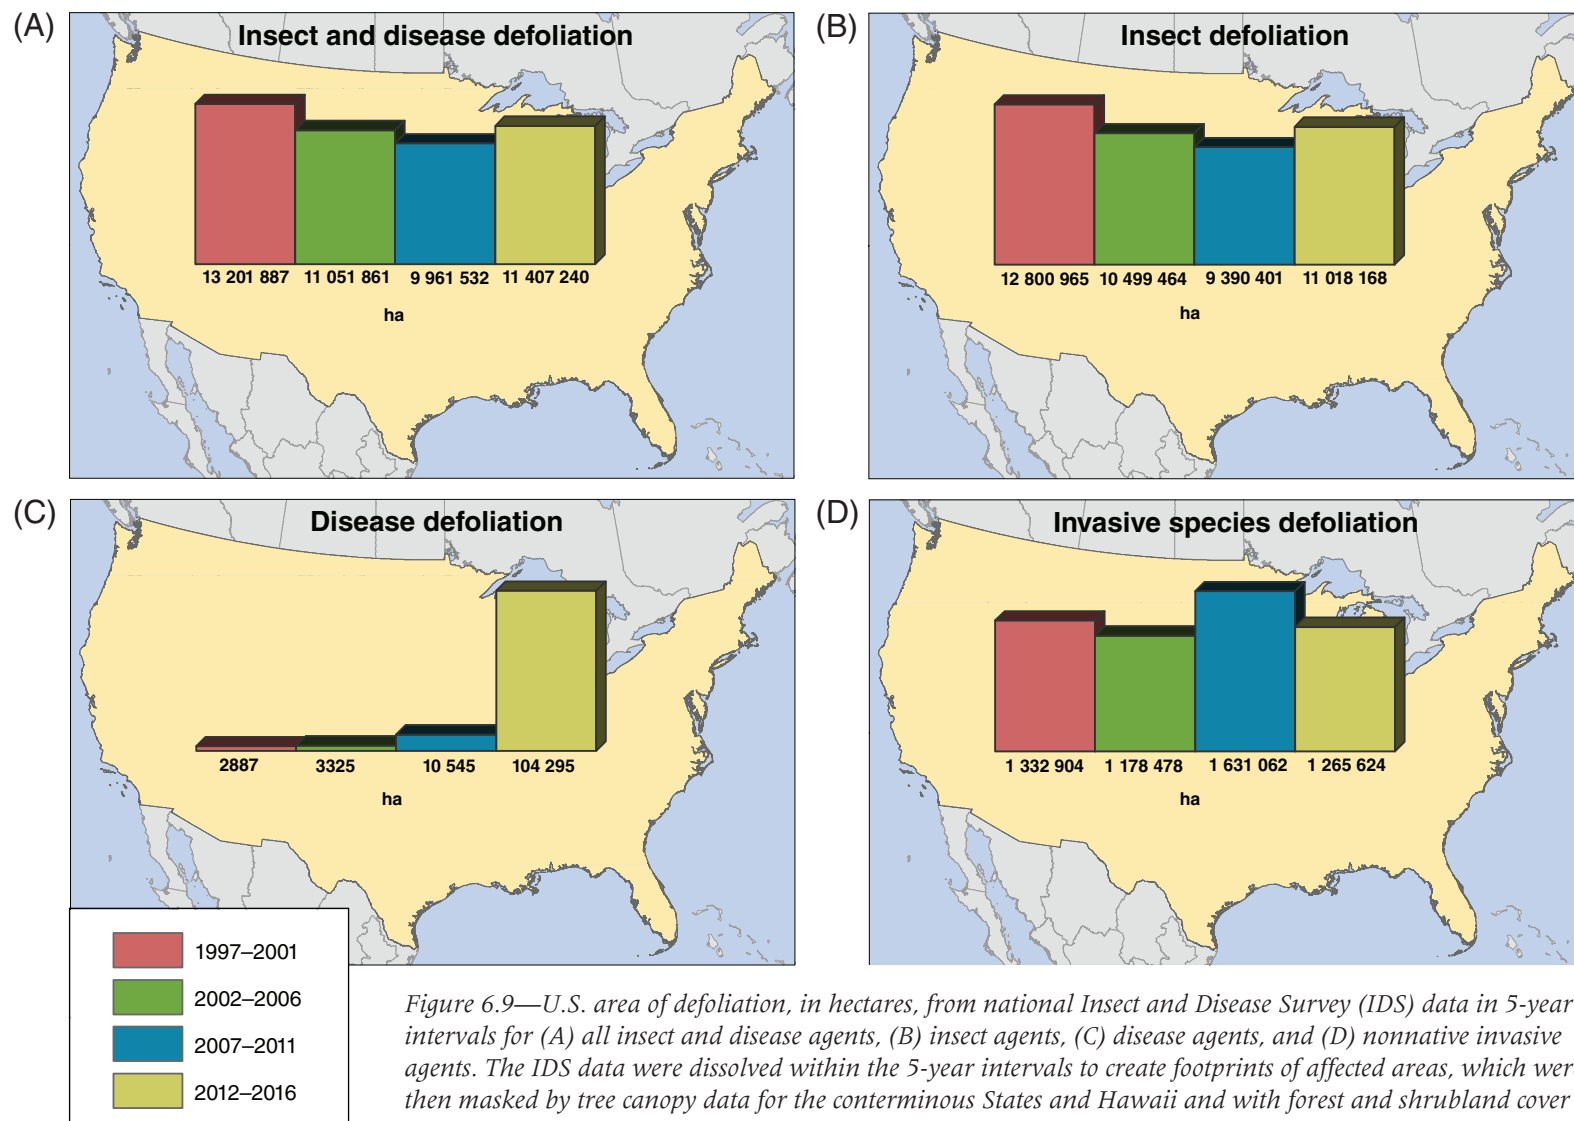 (A)
Insect and disease defoliation
13 201 887 11 051 861 9 961 532 11 407 240
ha
(B)
Insect defoliation
12 800 965 10 499 464 9 390 401 11 018 168
ha
(C)
Disease defoliation
2887 3325 10 545 104 295
ha
(D)
Invasive species defoliation
1 332 904 1 178 478 1 631 062 1 265 624
ha
1997–2001
2002–2006
2007–2011
2012–2016
Figure 6.9—U.S. area of defoliation, in hectares, from national Insect and Disease Survey (IDS) data in 5-year
intervals for (A) all insect and disease agents, (B) insect agents, (C) disease agents, and (D) nonnative invasive
agents. The IDS data were dissolved within the 5-year intervals to create footprints of affected areas, which were
then masked by tree canopy data for the conterminous States and Hawaii and with forest and shrubland cover